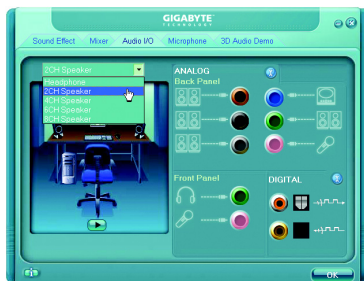 GIGABYTE
TECHNOLOGY
Sound Effect Mixer Audio I/O Microphone 3D Audio Demo
2CH Speaker
Headphone
2CH Speaker
4CH Speaker
6CH Speaker
8CH Speaker
ANALOG
Back Panel
Front Panel
DIGITAL
OK